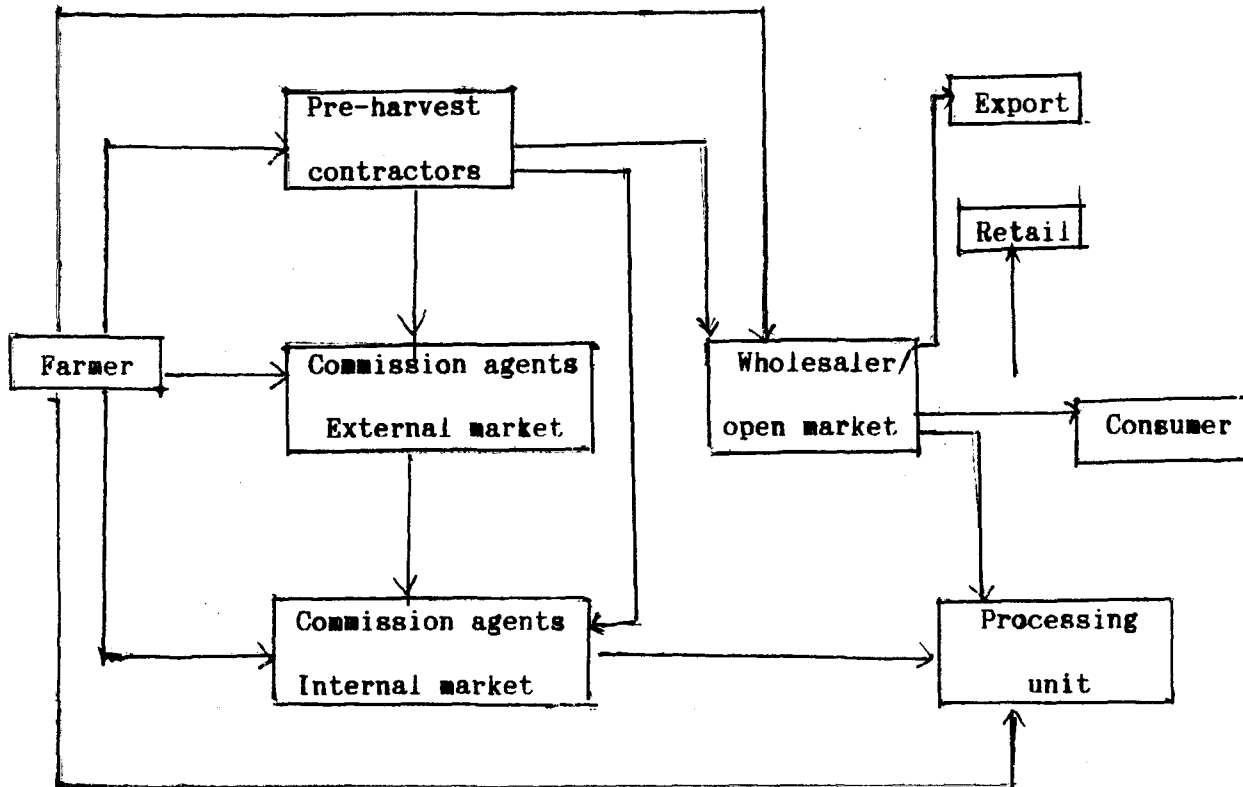 Pre-harvest
contractors
Export
Retail
Farmer
Commission agents
External market
Wholesaler/
open market
Consumer
Commission agents
Internal market
Processing
unit